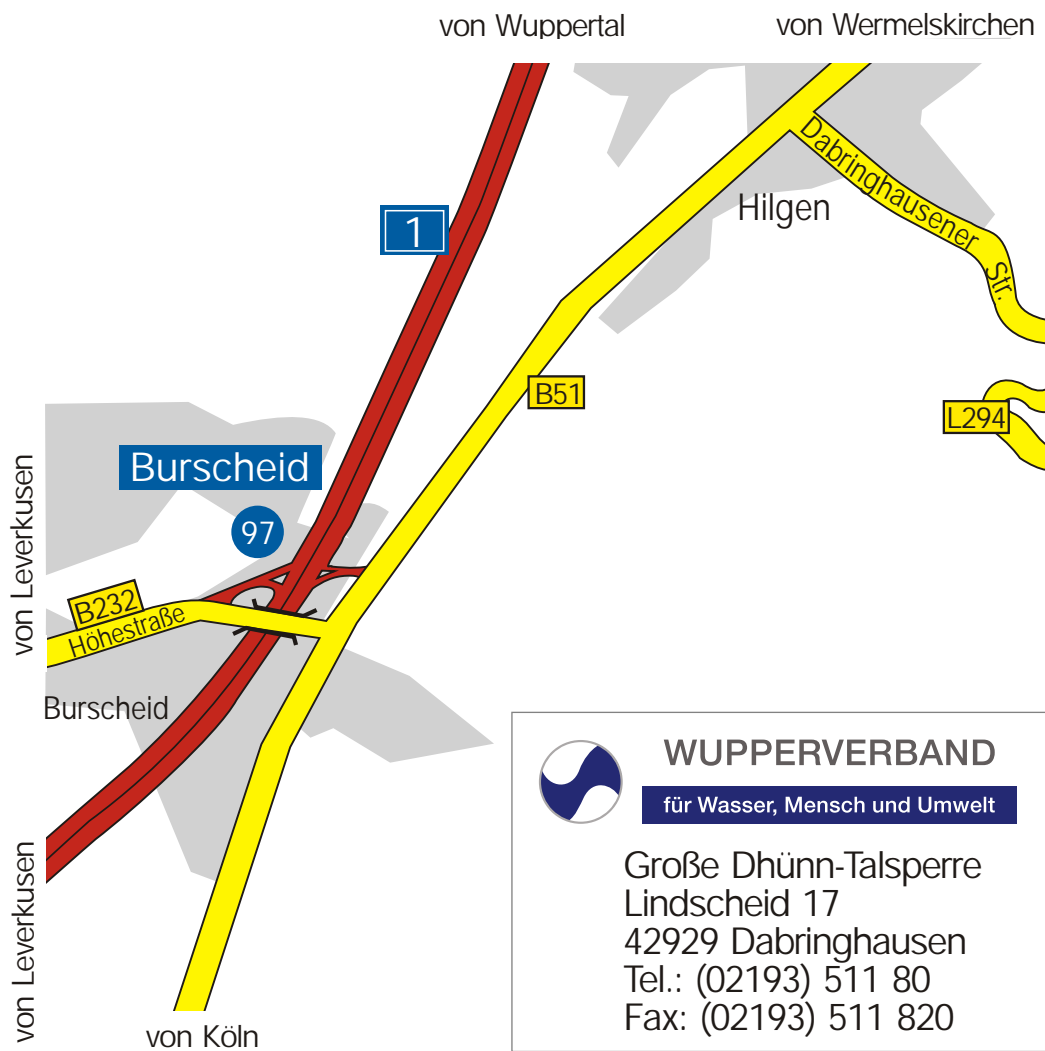 von Wuppertal
von Wermelskirchen
Dabringhausener Str.
Hilgen
1
B51
L294
Burscheid
97
von Leverkusen
B232
Höhestraße
Burscheid
WUPPERVERBAND
für Wasser, Mensch und Umwelt
Große Dhünn-Talsperre
Lindscheid 17
42929 Dabringhausen
Tel.: (02193) 511 80
Fax: (02193) 511 820
von Leverkusen
von Köln